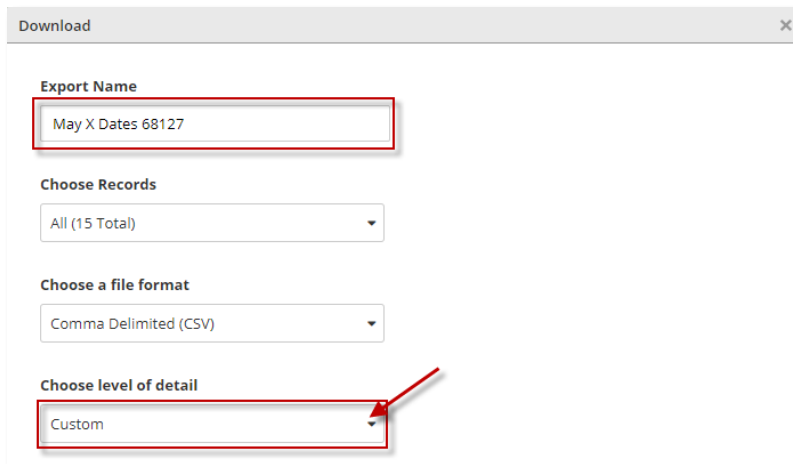 Download
Export Name
May X Dates 68127
Choose Records
All (15 Total)
Choose a file format
Comma Delimited (CSV)
Choose level of detail
Custom